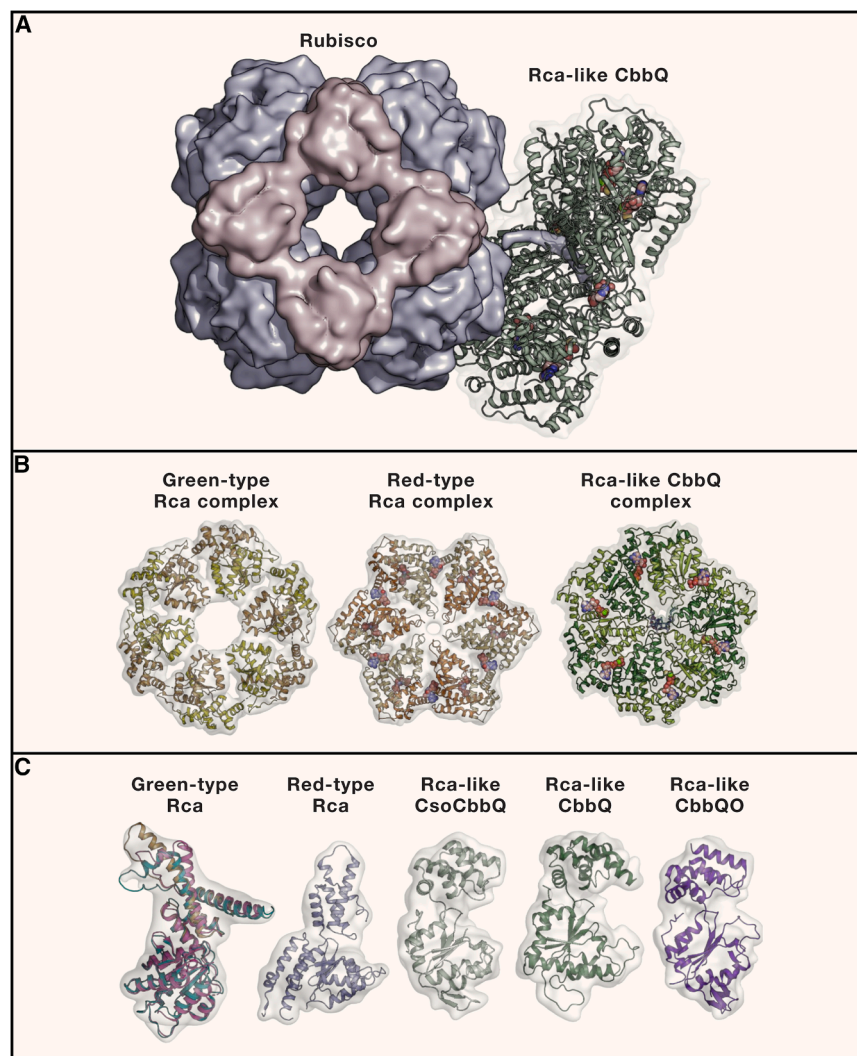 A
Rubisco
Rca-like CbbQ
B
Green-type
Rca complex
Red-type
Rca complex
Rca-like CbbQ
complex
C
Green-type
Rca
Red-type
Rca
Rca-like
CsoCbbQ
Rca-like
CbbQ
Rca-like
CbbQO